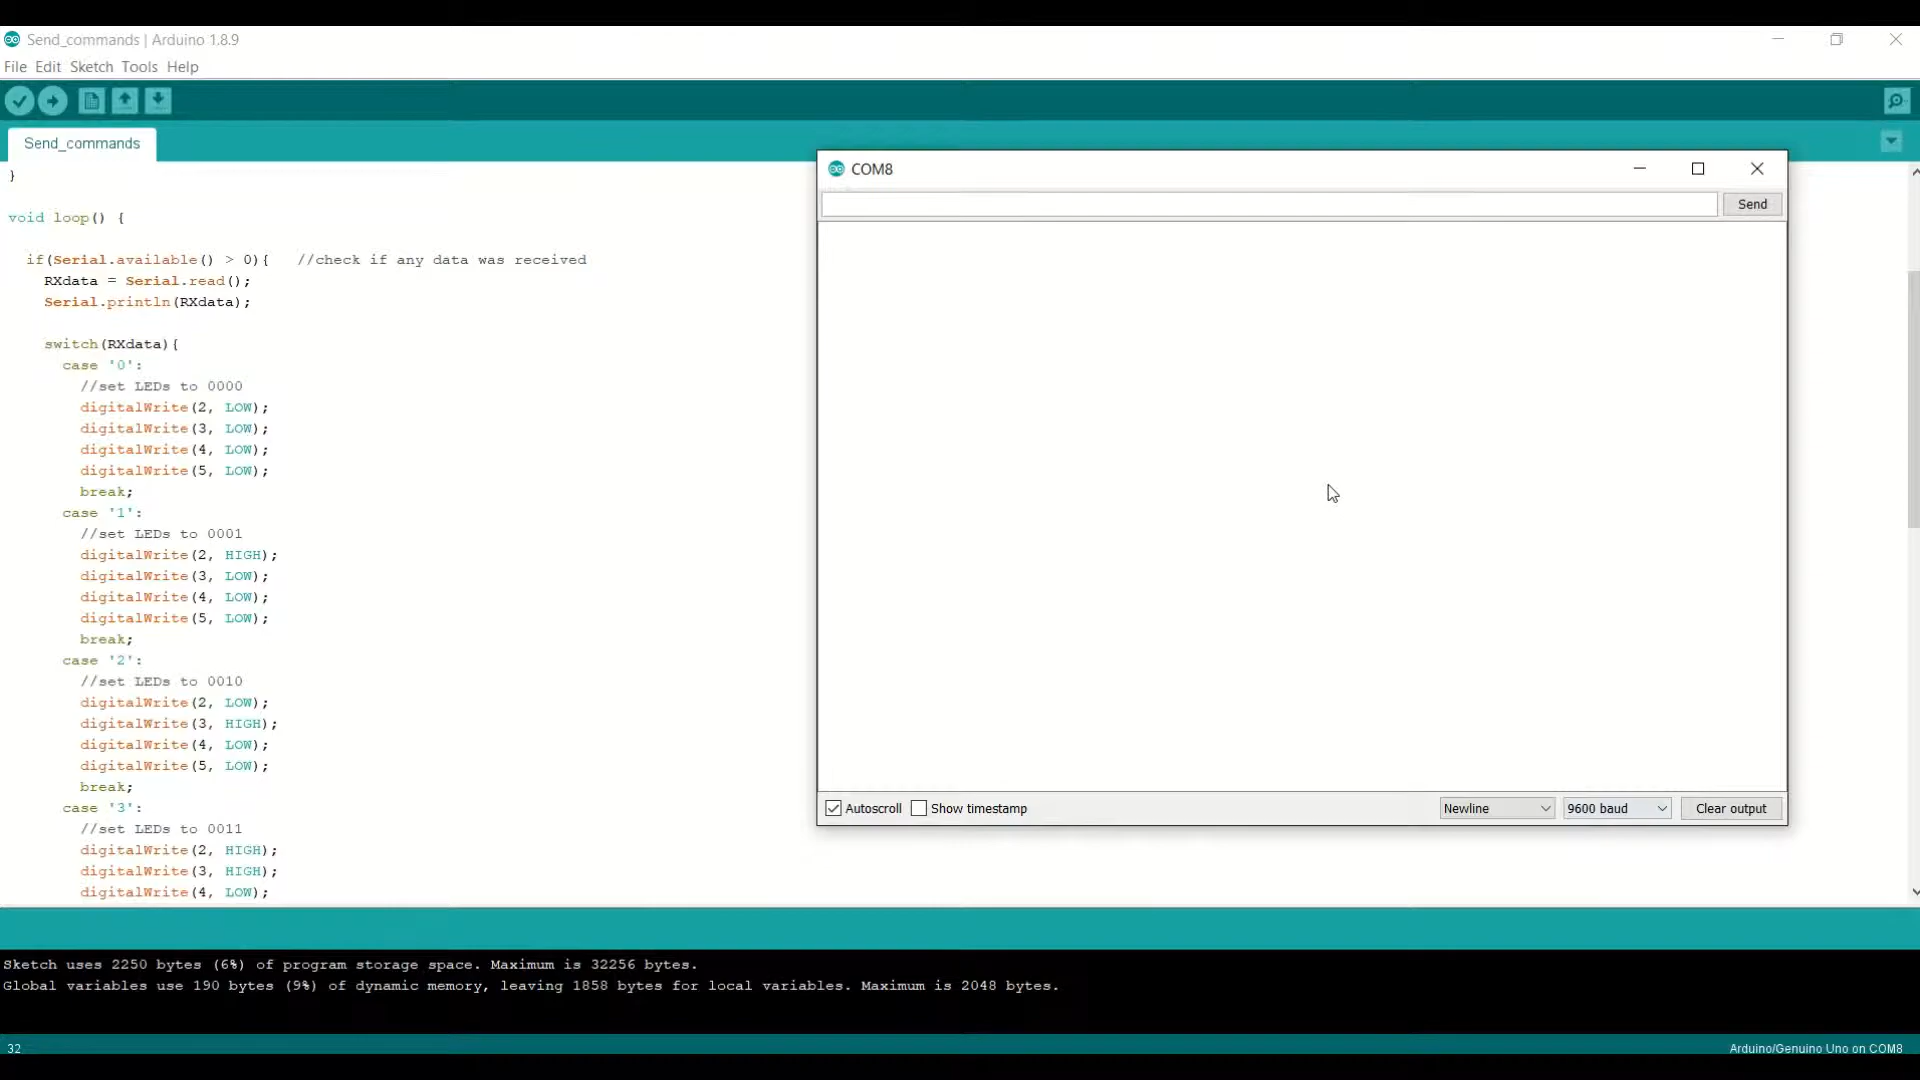 Send_commands | Arduino 1.8.9
File Edit Sketch Tools Help
Send_commands
}
void loop() {
if(Serial.available() > 0){ //check if any data was received
RXdata = Serial.read();
Serial.println(RXdata);
switch(RXdata){
case '0':
//set LEDs to 0000
digitalWrite(2, LOW);
digitalWrite(3, LOW);
digitalWrite(4, LOW);
digitalWrite(5, LOW);
break;
case '1':
//set LEDs to 0001
digitalWrite(2, HIGH);
digitalWrite(3, LOW);
digitalWrite(4, LOW);
digitalWrite(5, LOW);
break;
case '2':
//set LEDs to 0010
digitalWrite(2, LOW);
digitalWrite(3, HIGH);
digitalWrite(4, LOW);
digitalWrite(5, LOW);
break;
case '3':
//set LEDs to 0011
digitalWrite(2, HIGH);
digitalWrite(3, HIGH);
digitalWrite(4, LOW);
COM8
Send
Autoscroll Show timestamp Newline 9600 baud Clear output
Sketch uses 2250 bytes (6%) of program storage space. Maximum is 32256 bytes.
Global variables use 190 bytes (9%) of dynamic memory, leaving 1858 bytes for local variables. Maximum is 2048 bytes.
32 Arduino/Genuino Uno on COM8